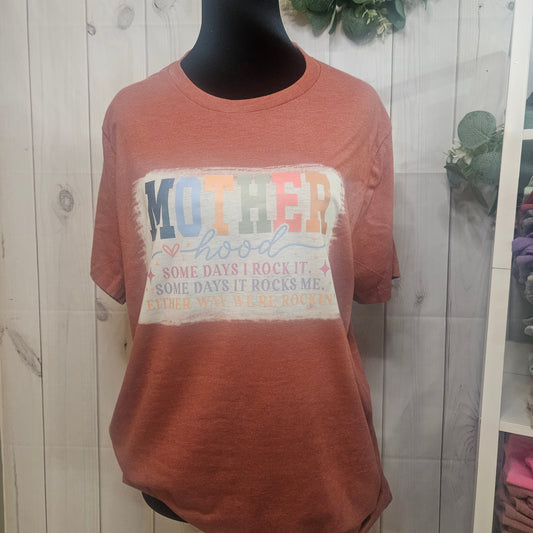 MOTHER
hood
SOME DAYS I ROCK IT.
SOME DAYS IT ROCKS ME.
EITHER WAY WE'RE ROCKIN